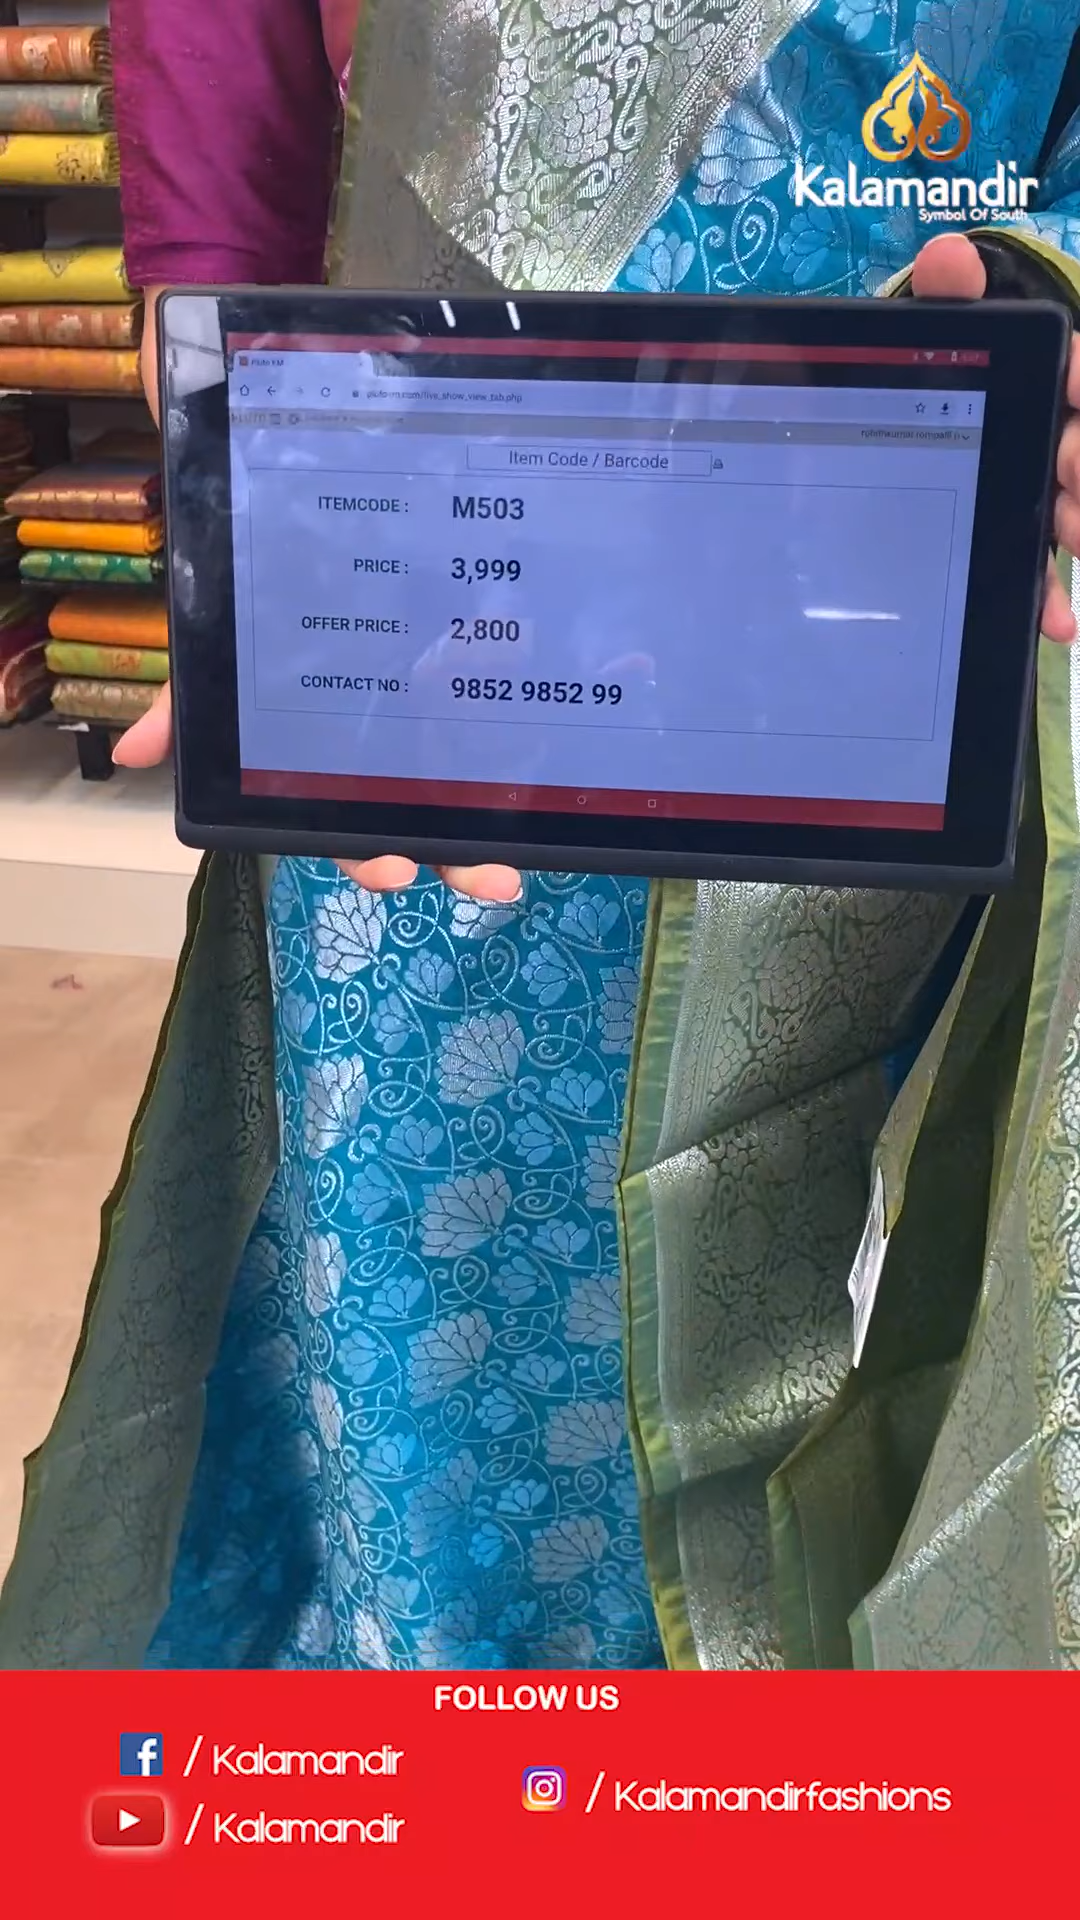 Kalamandir
Symbol Of South
Item Code / Barcode
ITEMCODE : M503
PRICE : 3,999
OFFER PRICE : 2,800
CONTACT NO : 9852 9852 99
FOLLOW US
/ Kalamandir
/ Kalamandir
/ Kalamandirfashions